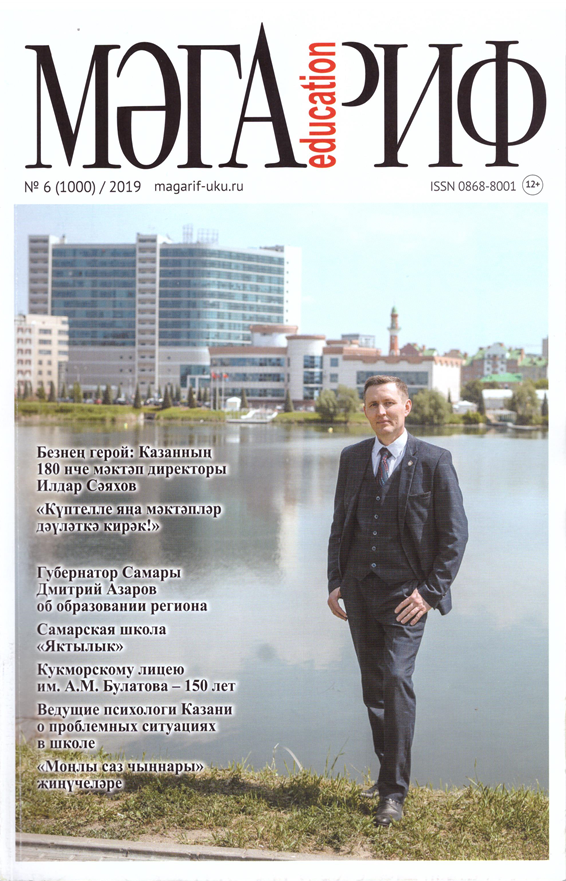 МӘГАРИФ
education
№ 6 (1000) / 2019 magarif-uku.ru ISSN 0868-8001 12+
Безнең герой: Казанның
180 нче мәктәп директоры
Илдар Сәяхов
«Күптелле яңа мәктәпләр
дәүләткә кирәк!»
Губернатор Самары
Дмитрий Азаров
об образовании региона
Самарская школа
«Яктылык»
Кукморскому лицею
им. А.М. Булатова – 150 лет
Ведущие психологи Казани
о проблемных ситуациях
в школе
«Моңлы саз чыңнары»
җиңүчеләре